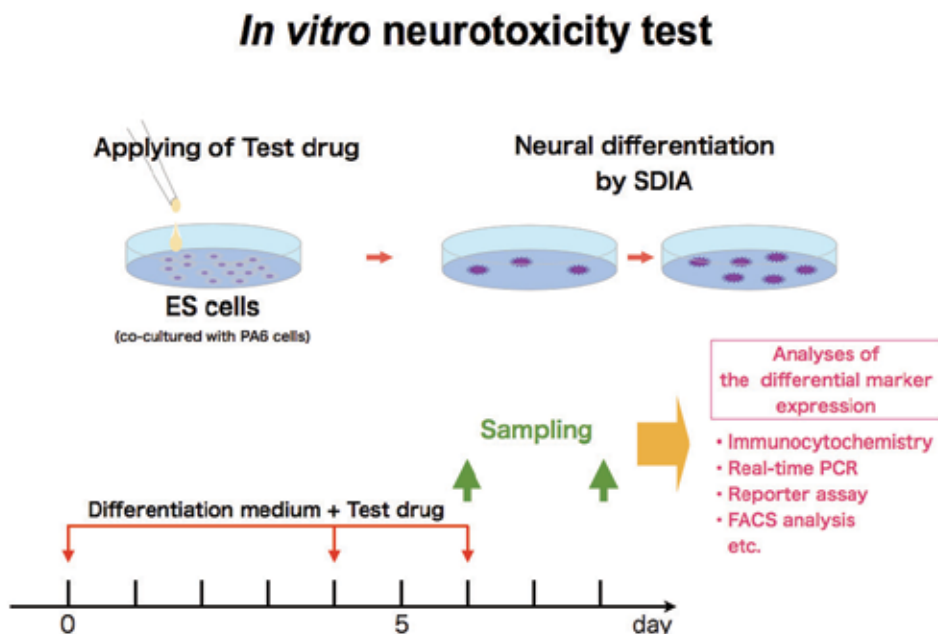 In vitro neurotoxicity test
Applying of Test drug
Neural differentiation
by SDIA
ES cells
(co-cultured with PA6 cells)
Analyses of
the differential marker
expression
・Immunocytochemistry
・Real-time PCR
・Reporter assay
・FACS analysis
etc.
Sampling
Differentiation medium + Test drug
0 5 day